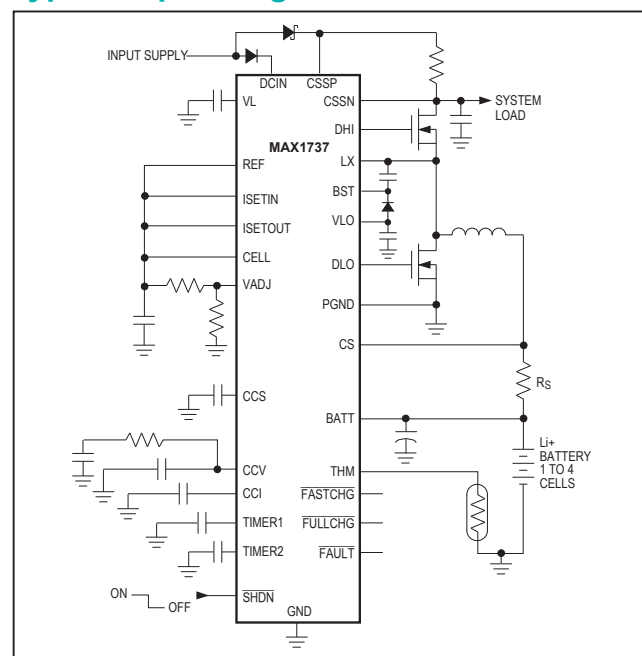 INPUT SUPPLY
DCIN
CSSP
VL
CSSN
SYSTEM
LOAD
DHI
MAX1737
REF
LX
ISETIN
BST
ISETOUT
VLO
CELL
DLO
VADJ
PGND
CS
RS
CCS
BATT
Li+
BATTERY
1 TO 4
CELLS
CCV
THM
CCI
FASTCHG
TIMER1
FULLCHG
TIMER2
FAULT
ON
OFF
SHDN
GND